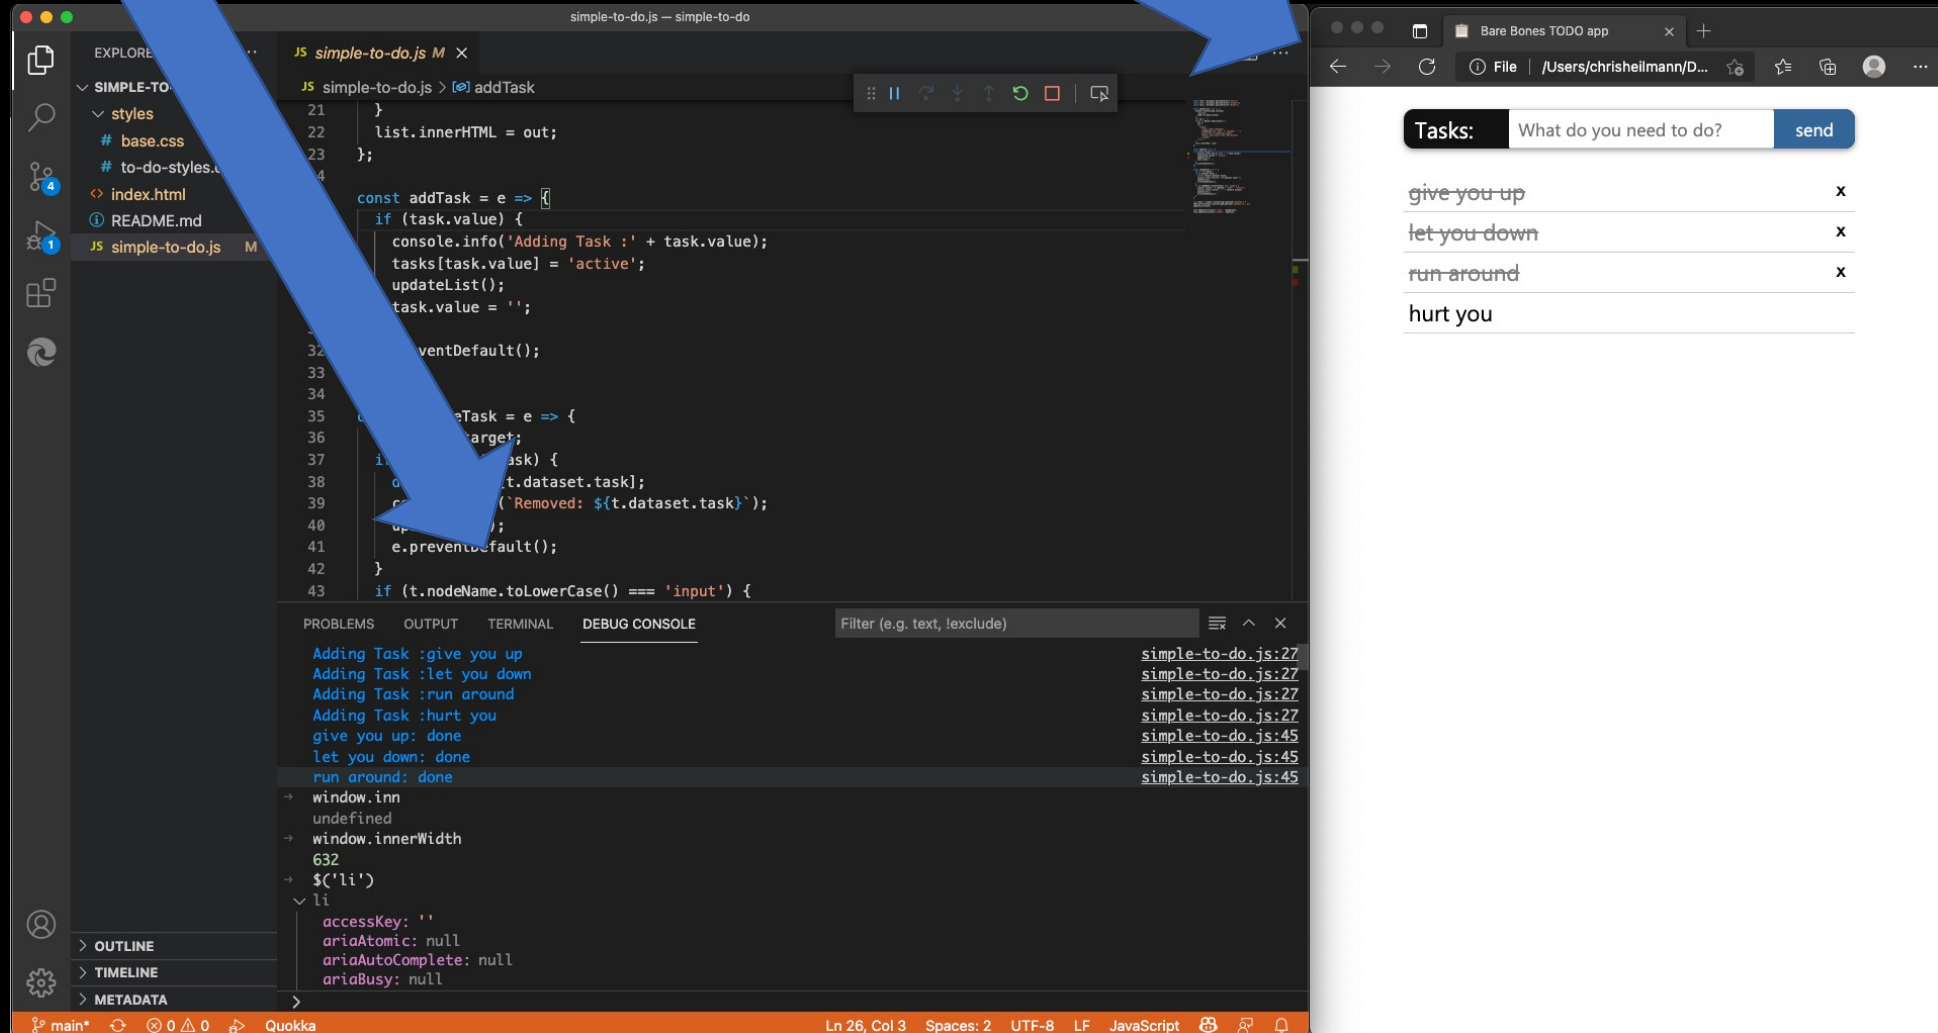 simple-to-do.js — simple-to-do
EXPLORE
SIMPLE-TO-
styles
# base.css
# to-do-styles.
<> index.html
README.md
JS simple-to-do.js M
4
1
OUTLINE
TIMELINE
METADATA
JS simple-to-do.js M ×
JS simple-to-do.js > addTask
21 }
22 list.innerHTML = out;
23 };
4
const addTask = e => {
if (task.value) {
console.info('Adding Task :' + task.value);
tasks[task.value] = 'active';
updateList();
task.value = '';
32 ventDefault();
33
34
35 eTask = e => {
36 arget;
37 ask) {
38 t.dataset.task];
39 (`Removed: ${t.dataset.task}`);
40 );
41 e.preventDefault();
42 }
43 if (t.nodeName.toLowerCase() === 'input') {
PROBLEMS OUTPUT TERMINAL DEBUG CONSOLE Filter (e.g. text, !exclude)
Adding Task :give you up simple-to-do.js:27
Adding Task :let you down simple-to-do.js:27
Adding Task :run around simple-to-do.js:27
Adding Task :hurt you simple-to-do.js:27
give you up: done simple-to-do.js:45
let you down: done simple-to-do.js:45
run around: done simple-to-do.js:45
window.inn
undefined
window.innerWidth
632
$('li')
li
accessKey: ''
ariaAtomic: null
ariaAutoComplete: null
ariaBusy: null
>
main* 0 0 Quokka Ln 26, Col 3 Spaces: 2 UTF-8 LF JavaScript
Bare Bones TODO app
File | /Users/chrisheilmann/D...
Tasks: What do you need to do? send
give you up x
let you down x
run around x
hurt you